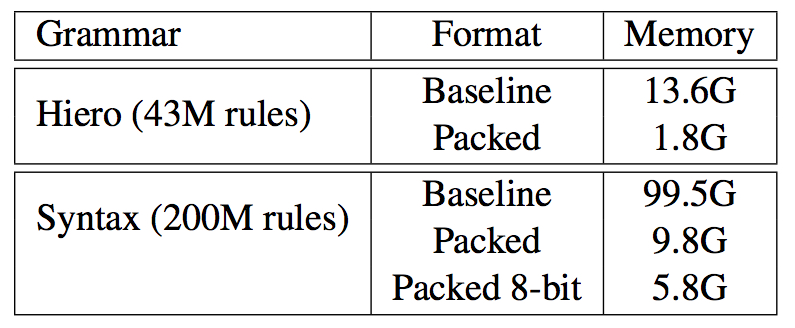 Grammar Format Memory
Hiero (43M rules) Baseline 13.6G
Packed 1.8G
Syntax (200M rules) Baseline 99.5G
Packed 9.8G
Packed 8-bit 5.8G